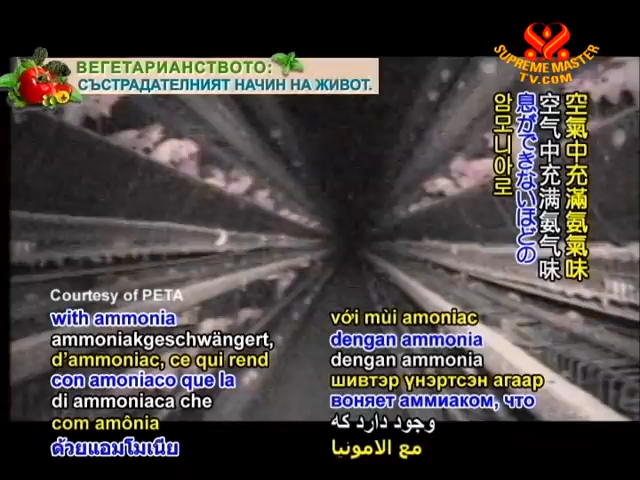 ВЕГЕТАРИАНСТВОТО:
СЪСТРАДАТЕЛНИЯТ НАЧИН НА ЖИВОТ.
SUPREME MASTER
TV.COM
空氣中充滿氨氣味
空气中充满氨气味
息ができないほどの
암모니아로
Courtesy of PETA
with ammonia
ammoniakgeschwängert,
d'ammoniac, ce qui rend
con amoniaco que la
di ammoniaca che
com amônia
ด้วยแอมโมเนีย
với mùi amoniac
dengan ammonia
dengan ammonia
шивтэр үнэртсэн агаар
воняет аммиаком, что
وجود دارد که
مع الامونيا